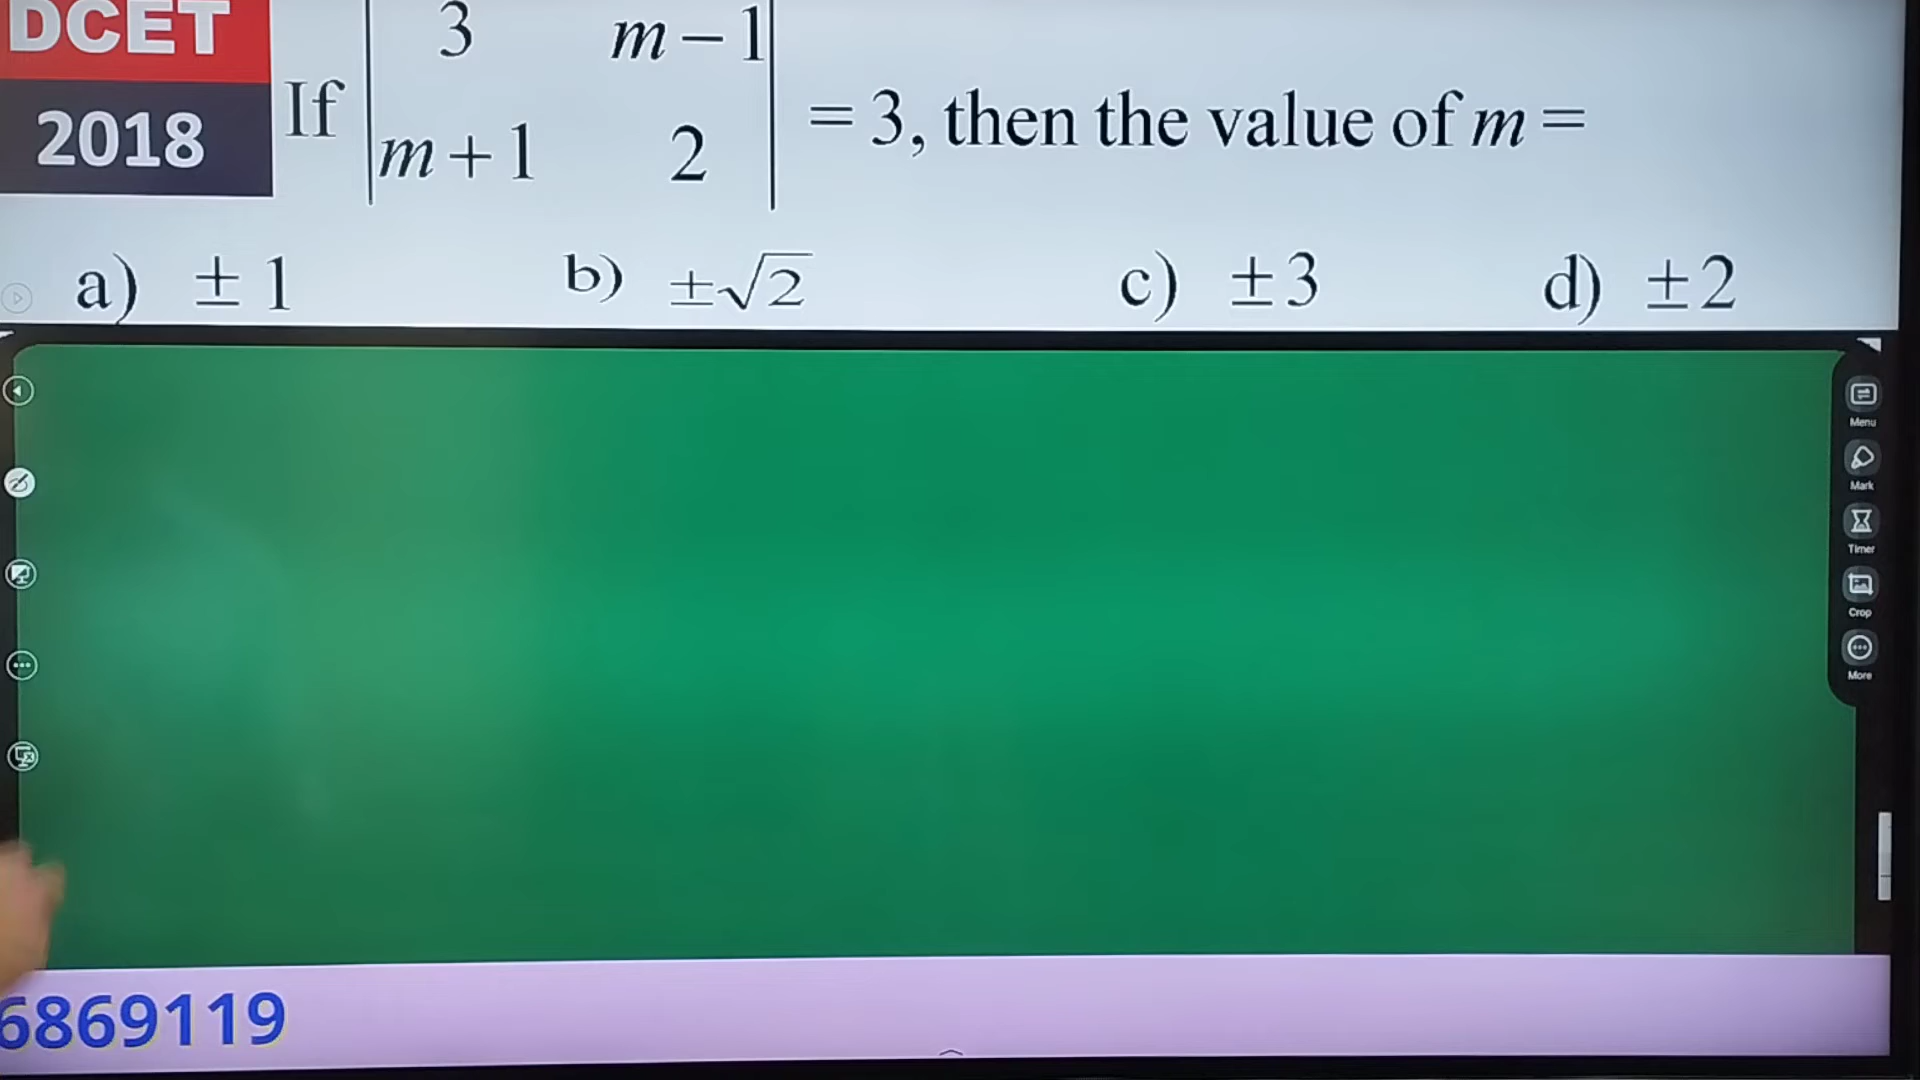 DCET
2018
If | 3 m – 1 |
| m + 1 2 | = 3, then the value of m =
a) ± 1 b) ±√2 c) ±3 d) ±2
Menu
Mark
Timer
Crop
More
6869119